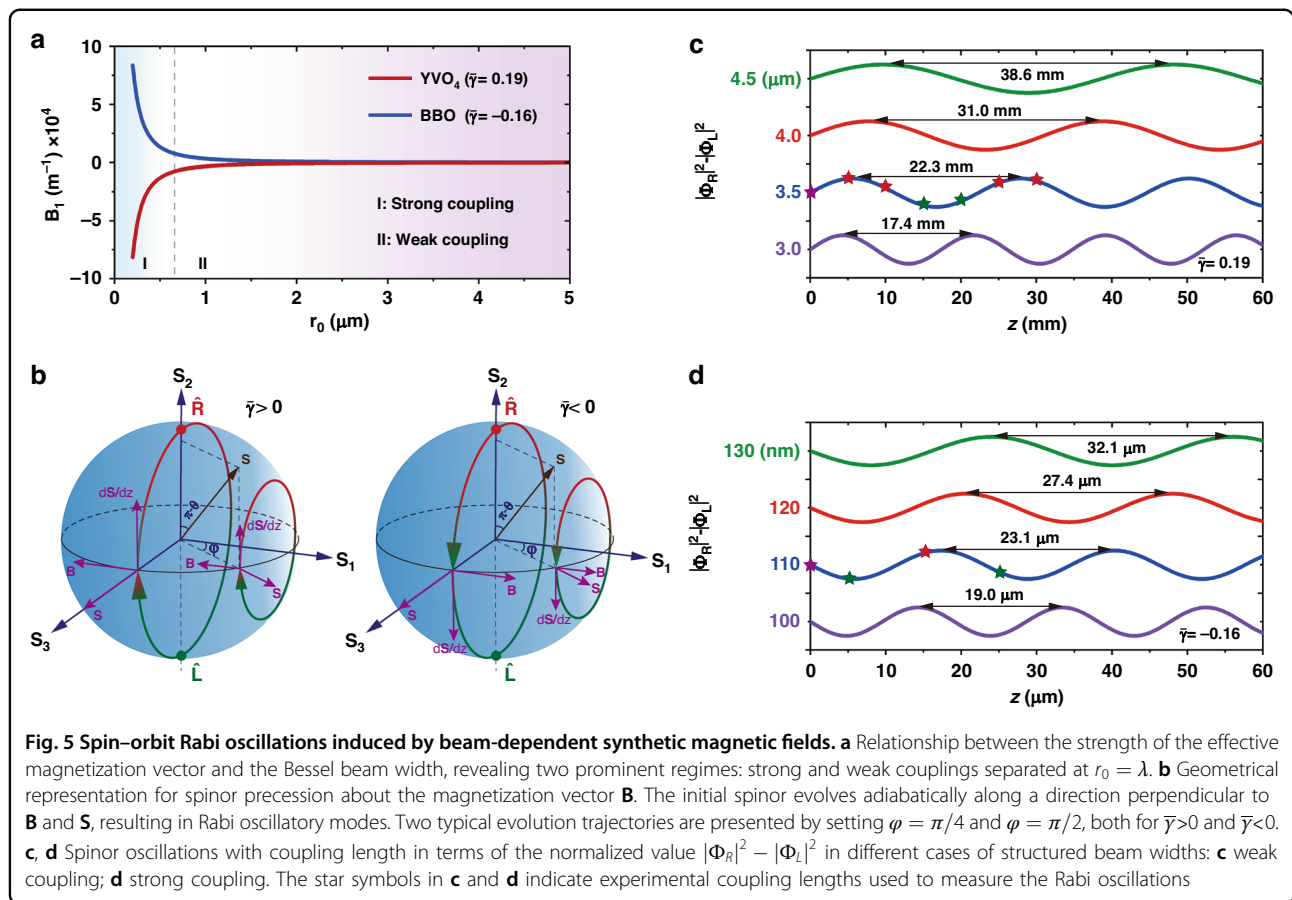 a
10
5
0
−5
−10
B₁ (m⁻¹) ×10⁴
YVO₄ (γ̄= 0.19)
BBO (γ̄= −0.16)
I: Strong coupling
II: Weak coupling
I
II
0
1
2
3
4
5
r₀ (μm)
b
S₂
R̂
γ̄> 0
S
dS/dz
π-θ
dS/dz
φ
B
B
S
S
S₁
S₃
L̂
S₂
R̂
γ̄< 0
S
π-θ
φ
dS/dz
B
B
S
S
dS/dz
S₁
S₃
L̂
c
|Φ_R|²-|Φ_L|²
4.5 (μm)
38.6 mm
4.0
31.0 mm
3.5
22.3 mm
3.0
17.4 mm
γ̄= 0.19
0
10
20
30
40
50
60
z (mm)
d
|Φ_R|²-|Φ_L|²
130 (nm)
32.1 μm
120
27.4 μm
110
23.1 μm
100
19.0 μm
γ̄= −0.16
0
10
20
30
40
50
60
z (μm)
Fig. 5 Spin–orbit Rabi oscillations induced by beam-dependent synthetic magnetic fields. a Relationship between the strength of the effective
magnetization vector and the Bessel beam width, revealing two prominent regimes: strong and weak couplings separated at r₀ = λ. b Geometrical
representation for spinor precession about the magnetization vector B. The initial spinor evolves adiabatically along a direction perpendicular to
B and S, resulting in Rabi oscillatory modes. Two typical evolution trajectories are presented by setting φ = π/4 and φ = π/2, both for γ̄>0 and γ̄<0.
c, d Spinor oscillations with coupling length in terms of the normalized value |Φ_R|² − |Φ_L|² in different cases of structured beam widths: c weak
coupling; d strong coupling. The star symbols in c and d indicate experimental coupling lengths used to measure the Rabi oscillations